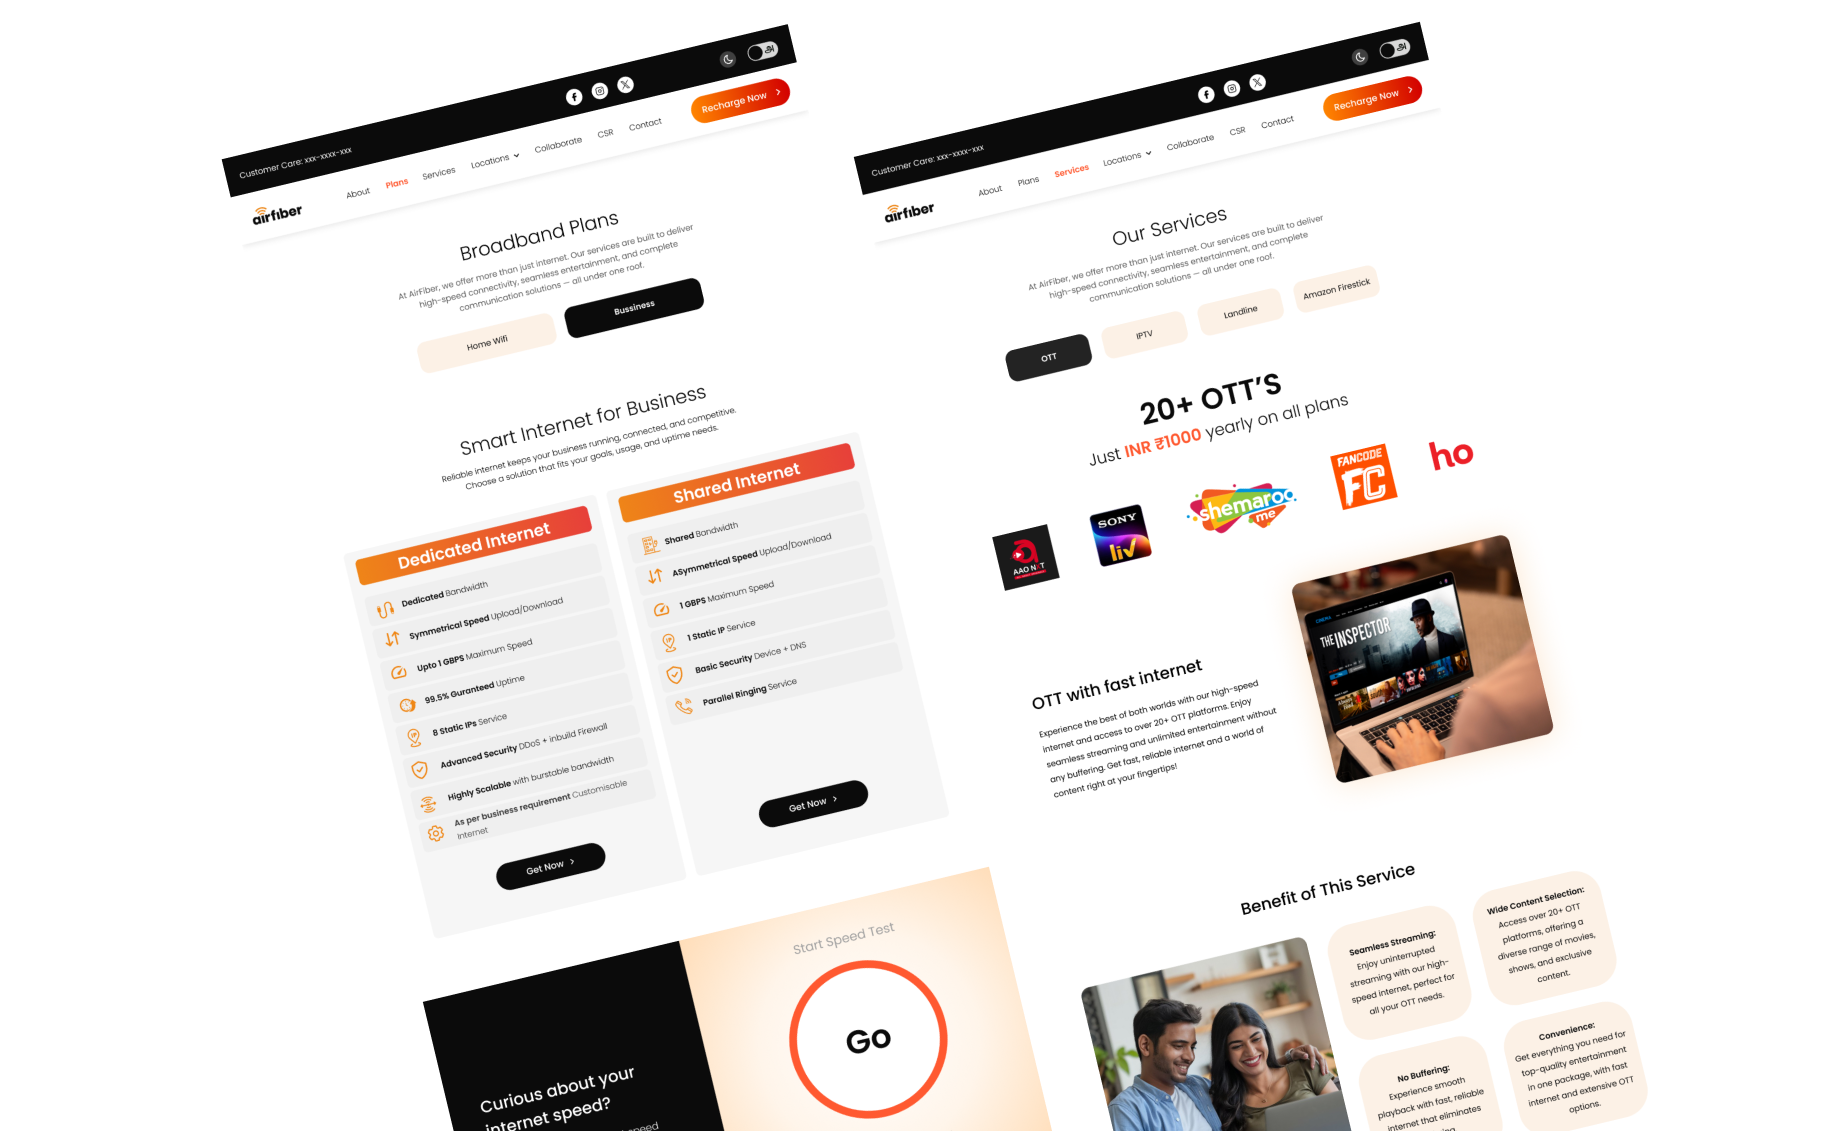 Customer Care: xxx-xxxx-xxx
Recharge Now
airfiber
About
Plans
Services
Locations
Collaborate
CSR
Contact
Broadband Plans
At AirFiber, we offer more than just internet. Our services are built to deliver
high-speed connectivity, seamless entertainment, and complete
communication solutions — all under one roof.
Home Wifi
Bussiness
Smart Internet for Business
Reliable internet keeps your business running, connected, and competitive.
Choose a solution that fits your goals, usage, and uptime needs.
Dedicated Internet
Dedicated Bandwidth
Symmetrical Speed Upload/Download
Upto 1 GBPS Maximum Speed
99.5% Guranteed Uptime
8 Static IPs Service
Advanced Security DDoS + inbuild Firewall
Highly Scalable with burstable bandwidth
As per business requirement Customisable
Internet
Get Now
Shared Internet
Shared Bandwidth
ASymmetrical Speed Upload/Download
1 GBPS Maximum Speed
1 Static IP Service
Basic Security Device + DNS
Parallel Ringing Service
Get Now
Curious about your
internet speed?
speed
Start Speed Test
Go
Customer Care: xxx-xxxx-xxx
Recharge Now
airfiber
About
Plans
Services
Locations
Collaborate
CSR
Contact
Our Services
At AirFiber, we offer more than just internet. Our services are built to deliver
high-speed connectivity, seamless entertainment, and complete
communication solutions — all under one roof.
OTT
IPTV
Landline
Amazon Firestick
20+ OTT’S
Just INR ₹1000 yearly on all plans
AAO NXT
SONY
liv
shemaroo
me
FANCODE
FC
ho
THE INSPECTOR
OTT with fast internet
Experience the best of both worlds with our high-speed
internet and access to over 20+ OTT platforms. Enjoy
seamless streaming and unlimited entertainment without
any buffering. Get fast, reliable internet and a world of
content right at your fingertips!
Benefit of This Service
Seamless Streaming:
Enjoy uninterrupted
streaming with our high-
speed internet, perfect for
all your OTT needs.
Wide Content Selection:
Access over 20+ OTT
platforms, offering a
diverse range of movies,
shows, and exclusive
content.
No Buffering:
Experience smooth
playback with fast, reliable
internet that eliminates
Convenience:
Get everything you need for
top-quality entertainment
in one package, with fast
internet and extensive OTT
options.